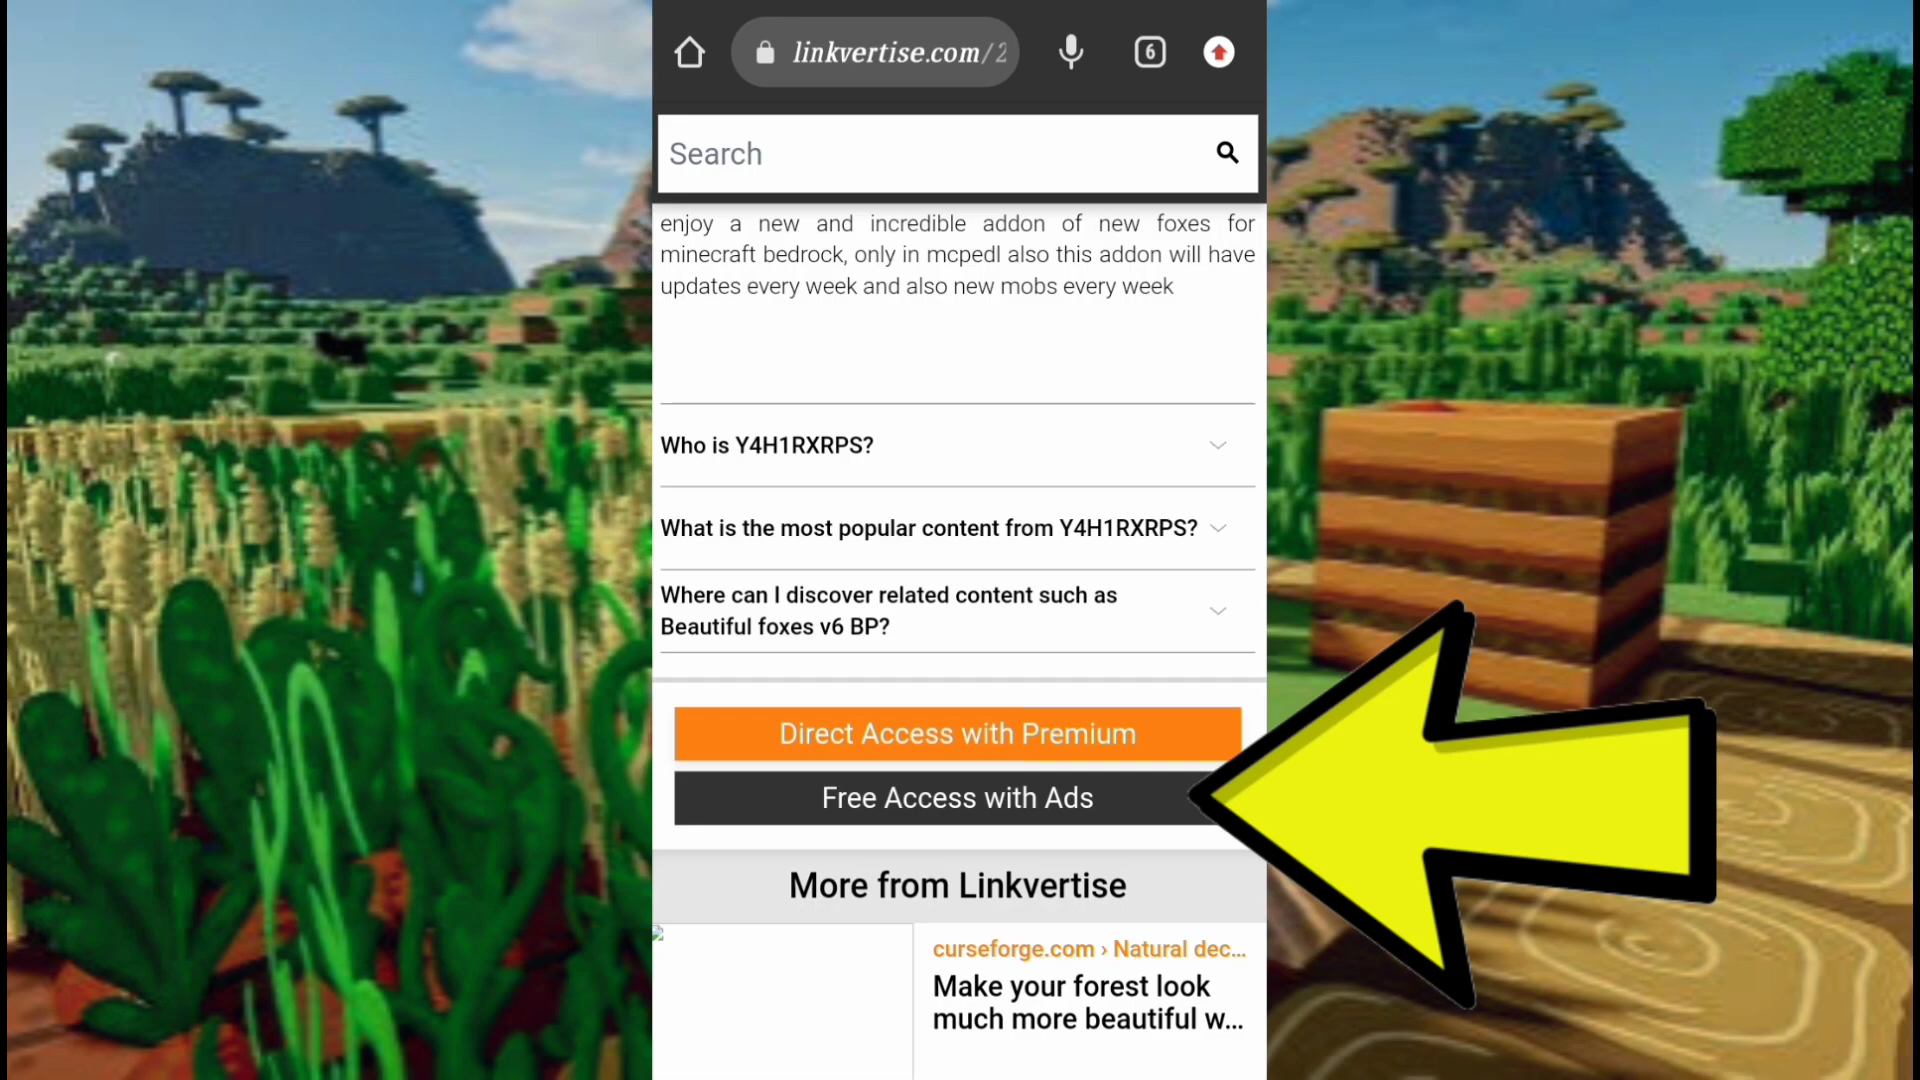 linkvertise.com/2
6
Search
enjoy a new and incredible addon of new foxes for
minecraft bedrock, only in mcpedl also this addon will have
updates every week and also new mobs every week
Who is Y4H1RXRPS?
What is the most popular content from Y4H1RXRPS?
Where can I discover related content such as
Beautiful foxes v6 BP?
Direct Access with Premium
Free Access with Ads
More from Linkvertise
curseforge.com › Natural dec...
Make your forest look
much more beautiful w...